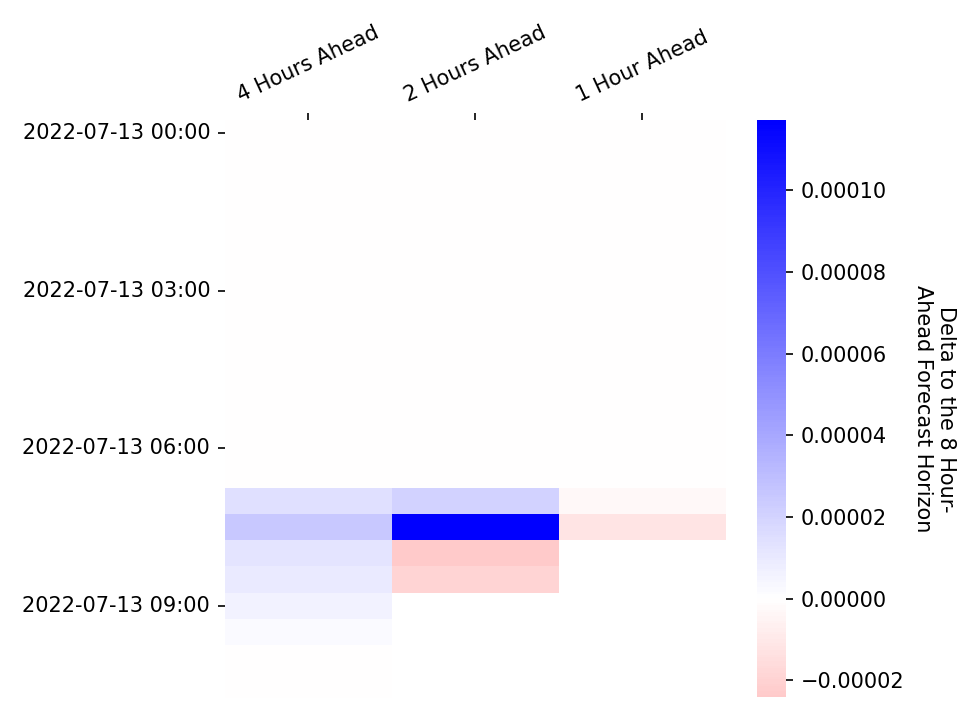 4 Hours Ahead
2 Hours Ahead
1 Hour Ahead
2022-07-13 00:00
2022-07-13 03:00
2022-07-13 06:00
2022-07-13 09:00
0.00010
0.00008
0.00006
0.00004
0.00002
0.00000
−0.00002
Delta to the 8 Hour-
Ahead Forecast Horizon